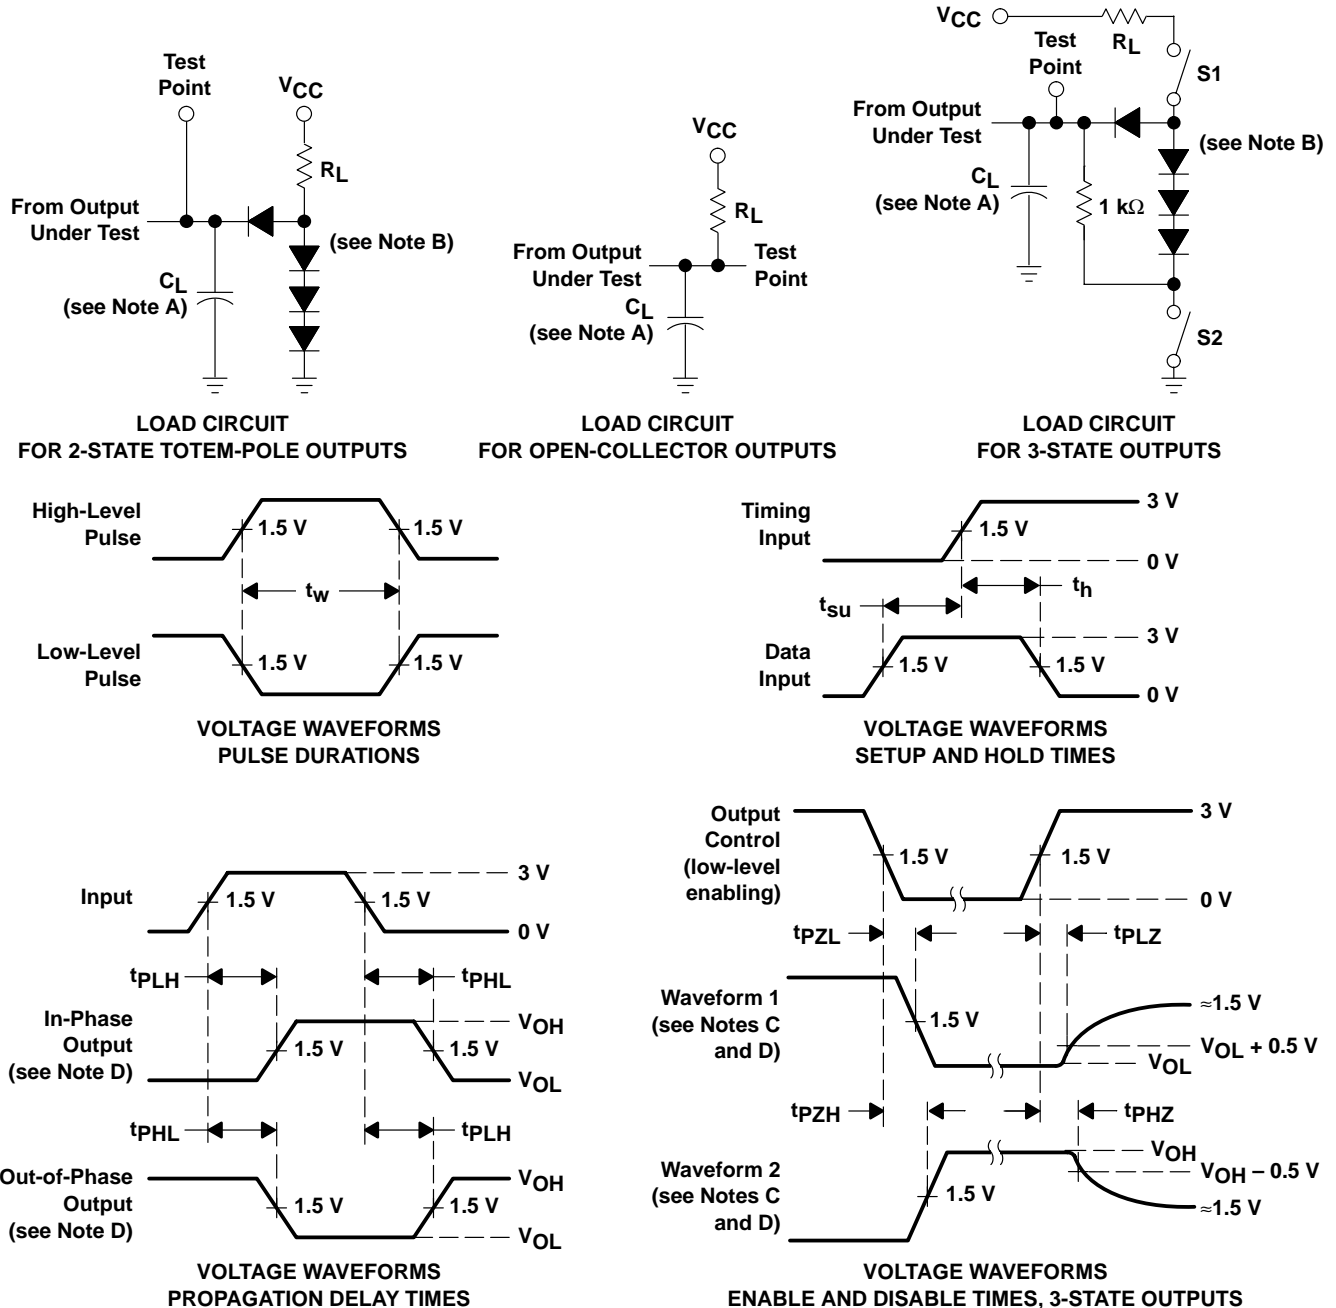 Test
Point
VCC
RL
From Output
Under Test
(see Note B)
CL
(see Note A)
LOAD CIRCUIT
FOR 2-STATE TOTEM-POLE OUTPUTS
VCC
RL
From Output
Under Test
Test
Point
CL
(see Note A)
LOAD CIRCUIT
FOR OPEN-COLLECTOR OUTPUTS
VCC
RL
Test
Point
S1
From Output
Under Test
(see Note B)
CL
(see Note A)
1 kΩ
S2
LOAD CIRCUIT
FOR 3-STATE OUTPUTS
High-Level
Pulse
1.5 V
1.5 V
tw
Low-Level
Pulse
1.5 V
1.5 V
VOLTAGE WAVEFORMS
PULSE DURATIONS
Timing
Input
1.5 V
3 V
0 V
th
tsu
Data
Input
1.5 V
1.5 V
3 V
0 V
VOLTAGE WAVEFORMS
SETUP AND HOLD TIMES
Input
1.5 V
1.5 V
3 V
0 V
tPLH
tPHL
In-Phase
Output
(see Note D)
1.5 V
1.5 V
VOH
VOL
tPHL
tPLH
Out-of-Phase
Output
(see Note D)
1.5 V
1.5 V
VOH
VOL
VOLTAGE WAVEFORMS
PROPAGATION DELAY TIMES
Output
Control
(low-level
enabling)
1.5 V
1.5 V
3 V
0 V
tPZL
tPLZ
Waveform 1
(see Notes C
and D)
1.5 V
≈1.5 V
VOL + 0.5 V
VOL
tPZH
tPHZ
Waveform 2
(see Notes C
and D)
1.5 V
VOH
VOH – 0.5 V
≈1.5 V
VOLTAGE WAVEFORMS
ENABLE AND DISABLE TIMES, 3-STATE OUTPUTS